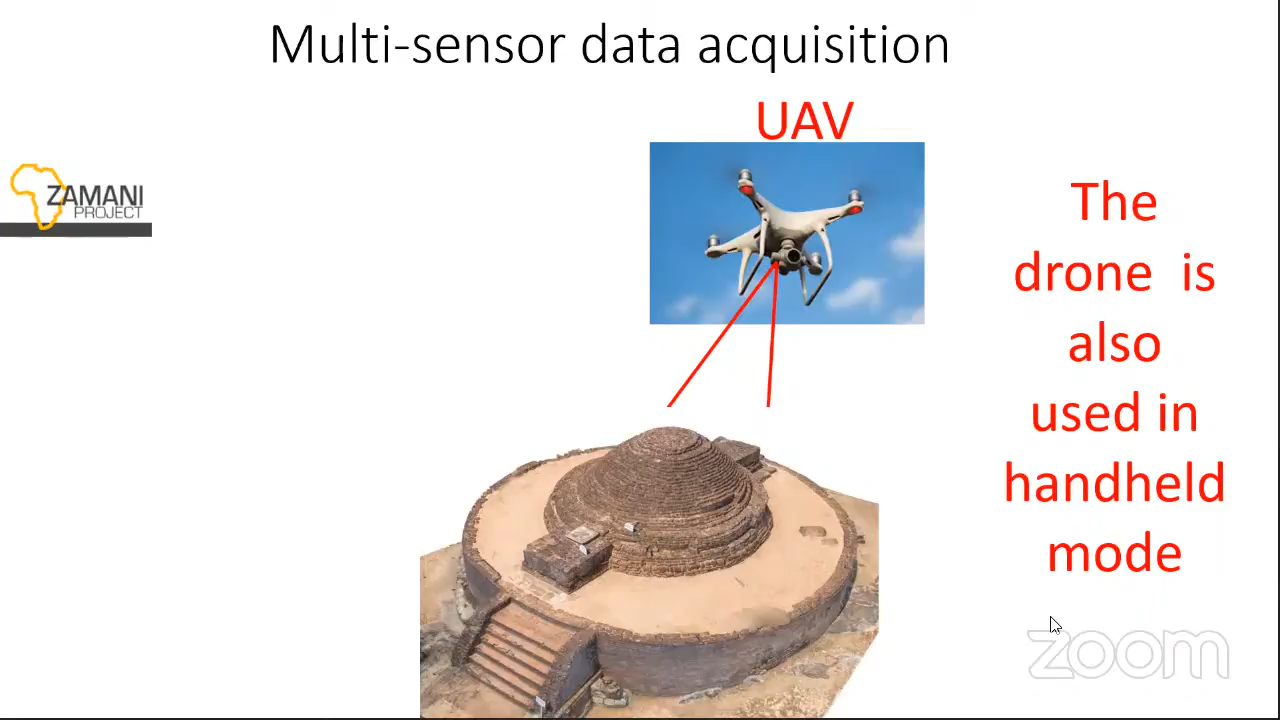 Multi-sensor data acquisition
UAV
ZAMANI
PROJECT
The
drone is
also
used in
handheld
mode
zoom